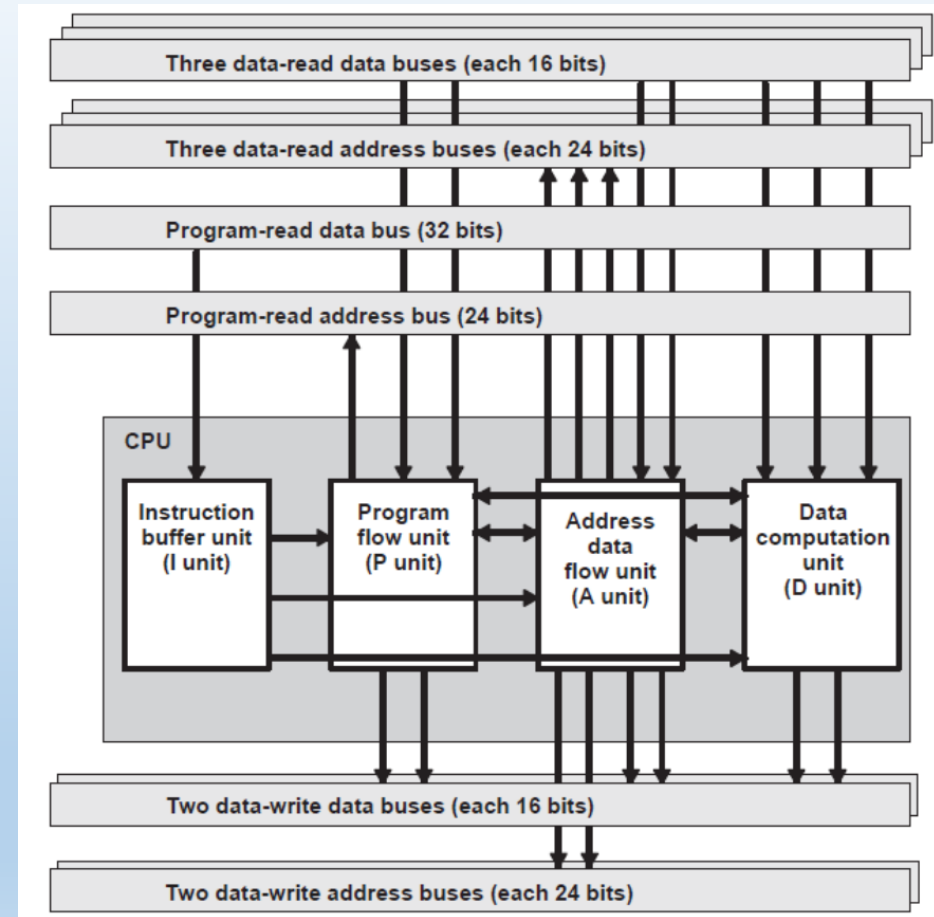 Three data-read data buses (each 16 bits)
Three data-read address buses (each 24 bits)
Program-read data bus (32 bits)
Program-read address bus (24 bits)
CPU
Instruction
buffer unit
(I unit)
Program
flow unit
(P unit)
Address
data
flow unit
(A unit)
Data
computation
unit
(D unit)
Two data-write data buses (each 16 bits)
Two data-write address buses (each 24 bits)